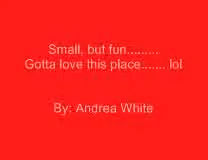 Small, but fun.........
Gotta love this place....... lol
By: Andrea White